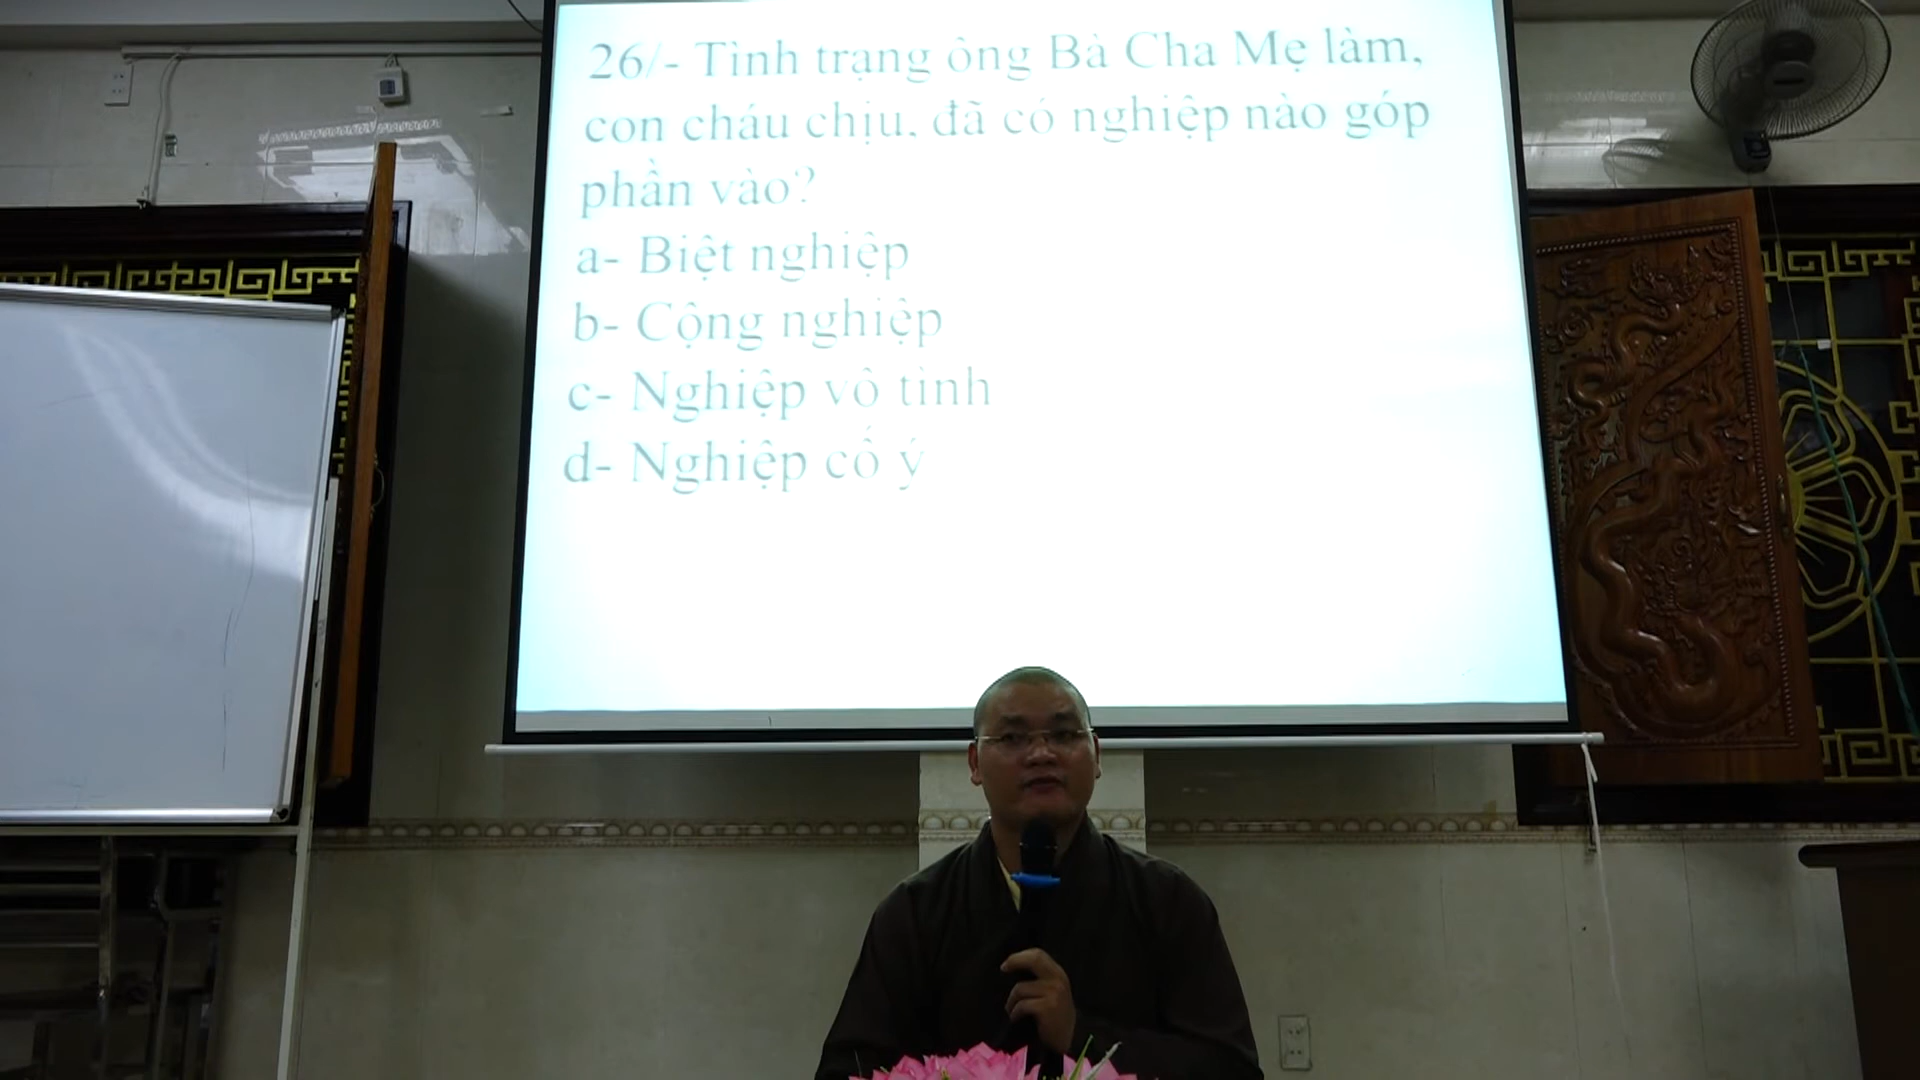 26/- Tình trạng ông Bà Cha Mẹ làm,
con cháu chịu, đã có nghiệp nào góp
phần vào?
a- Biệt nghiệp
b- Cộng nghiệp
c- Nghiệp vô tình
d- Nghiệp cố ý